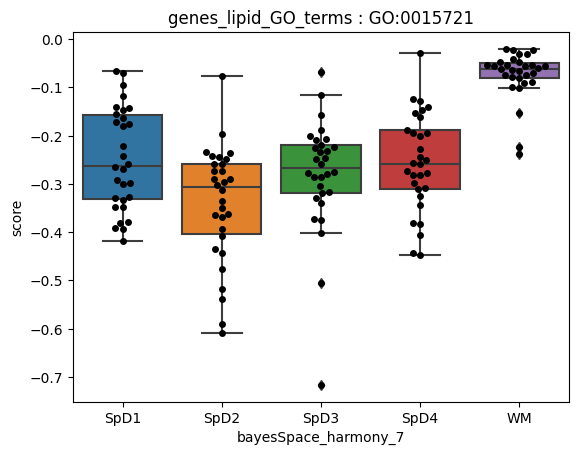 genes_lipid_GO_terms : GO:0015721
0.0
−0.1
−0.2
−0.3
−0.4
−0.5
−0.6
−0.7
score
SpD1 SpD2 SpD3 SpD4 WM
bayesSpace_harmony_7